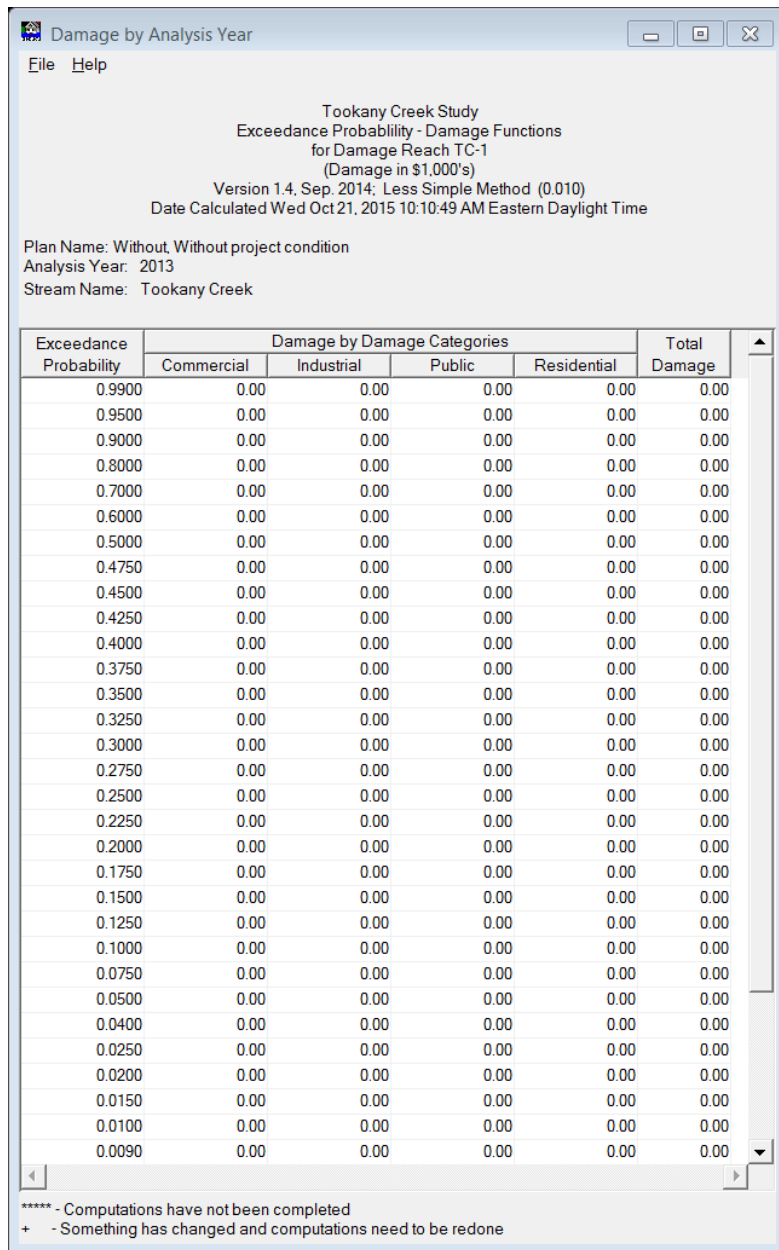 Damage by Analysis Year
File Help
Tookany Creek Study
Exceedance Probablility - Damage Functions
for Damage Reach TC-1
(Damage in $1,000's)
Version 1.4, Sep. 2014; Less Simple Method (0.010)
Date Calculated Wed Oct 21, 2015 10:10:49 AM Eastern Daylight Time
Plan Name: Without, Without project condition
Analysis Year: 2013
Stream Name: Tookany Creek
Exceedance Damage by Damage Categories Total
Probability Commercial Industrial Public Residential Damage
0.9900 0.00 0.00 0.00 0.00 0.00
0.9500 0.00 0.00 0.00 0.00 0.00
0.9000 0.00 0.00 0.00 0.00 0.00
0.8000 0.00 0.00 0.00 0.00 0.00
0.7000 0.00 0.00 0.00 0.00 0.00
0.6000 0.00 0.00 0.00 0.00 0.00
0.5000 0.00 0.00 0.00 0.00 0.00
0.4750 0.00 0.00 0.00 0.00 0.00
0.4500 0.00 0.00 0.00 0.00 0.00
0.4250 0.00 0.00 0.00 0.00 0.00
0.4000 0.00 0.00 0.00 0.00 0.00
0.3750 0.00 0.00 0.00 0.00 0.00
0.3500 0.00 0.00 0.00 0.00 0.00
0.3250 0.00 0.00 0.00 0.00 0.00
0.3000 0.00 0.00 0.00 0.00 0.00
0.2750 0.00 0.00 0.00 0.00 0.00
0.2500 0.00 0.00 0.00 0.00 0.00
0.2250 0.00 0.00 0.00 0.00 0.00
0.2000 0.00 0.00 0.00 0.00 0.00
0.1750 0.00 0.00 0.00 0.00 0.00
0.1500 0.00 0.00 0.00 0.00 0.00
0.1250 0.00 0.00 0.00 0.00 0.00
0.1000 0.00 0.00 0.00 0.00 0.00
0.0750 0.00 0.00 0.00 0.00 0.00
0.0500 0.00 0.00 0.00 0.00 0.00
0.0400 0.00 0.00 0.00 0.00 0.00
0.0250 0.00 0.00 0.00 0.00 0.00
0.0200 0.00 0.00 0.00 0.00 0.00
0.0150 0.00 0.00 0.00 0.00 0.00
0.0100 0.00 0.00 0.00 0.00 0.00
0.0090 0.00 0.00 0.00 0.00 0.00
***** - Computations have not been completed
+ - Something has changed and computations need to be redone